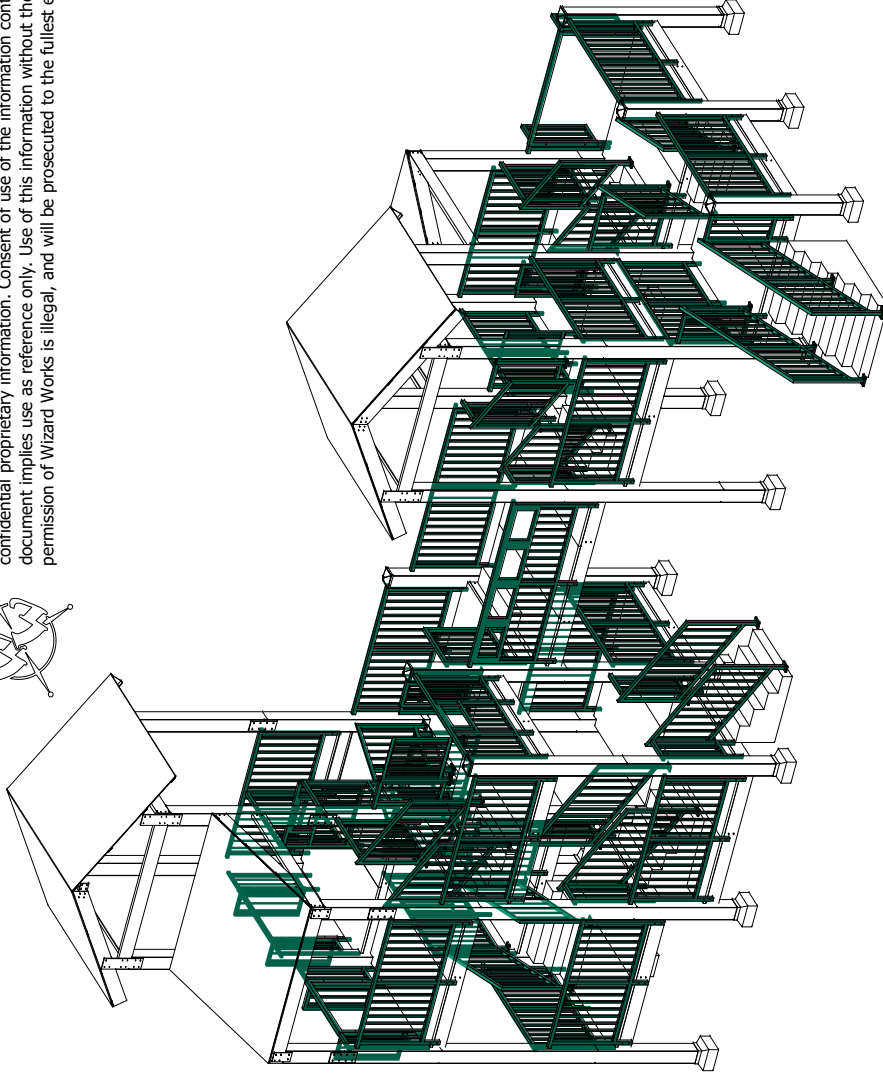 confidential proprietary information. Consent of use of the information
document implies use as reference only. Use of this information without the
permission of Wizard Works is illegal, and will be prosecuted to the fullest